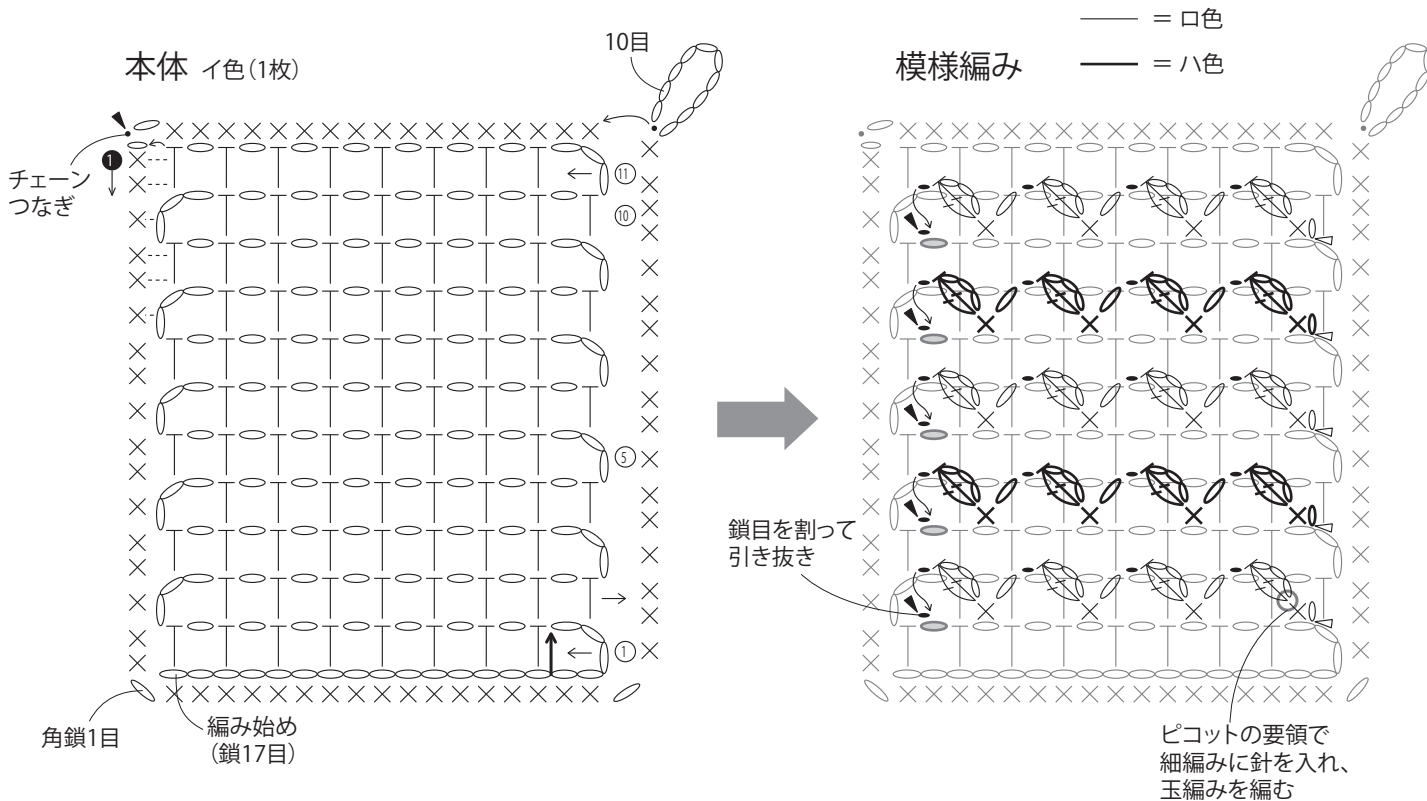 本体 イ色(1枚)
10目
チェーン
つなぎ
1
⑪
⑩
⑤
①
角鎖1目
編み始め
(鎖17目)
模様編み
= ロ色
= ハ色
鎖目を割って
引き抜き
ピコットの要領で
細編みに針を入れ、
玉編みを編む